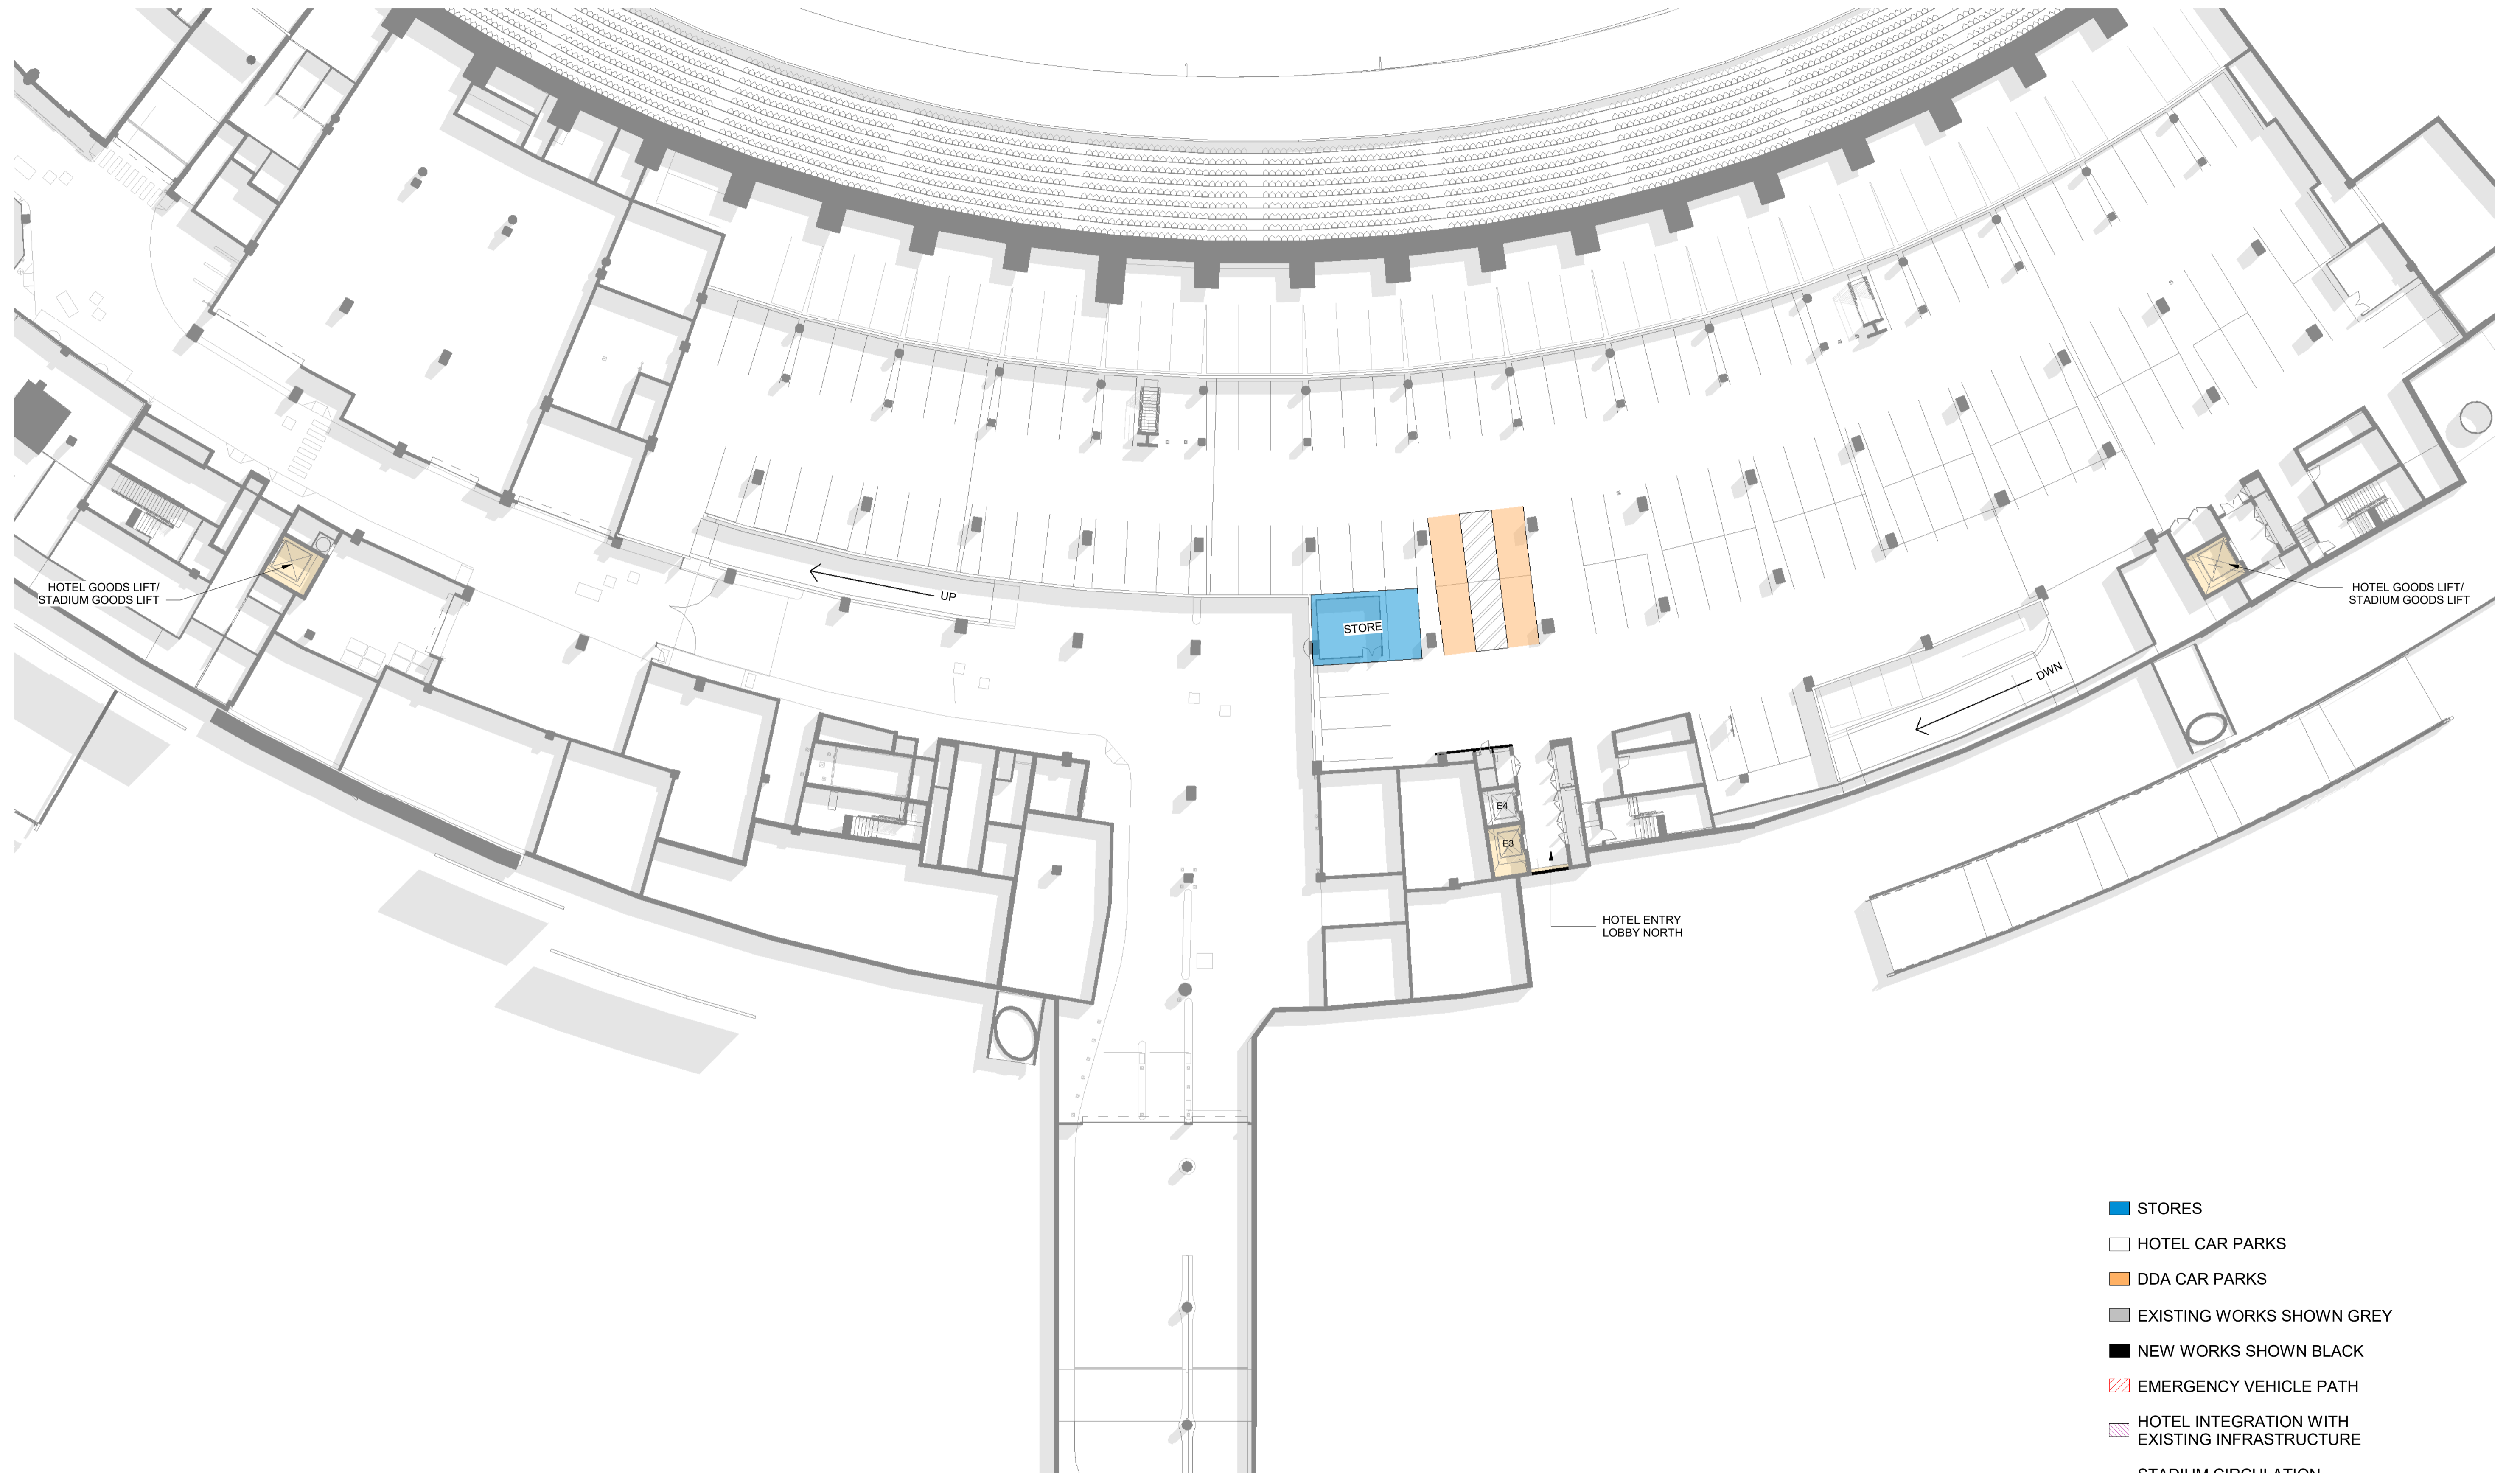 HOTEL GOODS LIFT/
STADIUM GOODS LIFT
UP
STORE
HOTEL GOODS LIFT/
STADIUM GOODS LIFT
DWN
E4
E3
HOTEL ENTRY
LOBBY NORTH
STORES
HOTEL CAR PARKS
DDA CAR PARKS
EXISTING WORKS SHOWN GREY
NEW WORKS SHOWN BLACK
EMERGENCY VEHICLE PATH
HOTEL INTEGRATION WITH
EXISTING INFRASTRUCTURE
STADIUM CIRCULATION